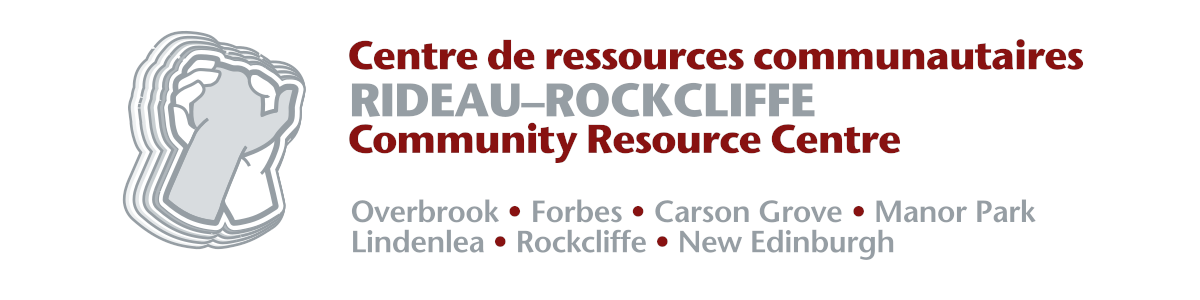 Centre de ressources communautaires
RIDEAU–ROCKCLIFFE
Community Resource Centre
Overbrook • Forbes • Carson Grove • Manor Park
Lindenlea • Rockcliffe • New Edinburgh